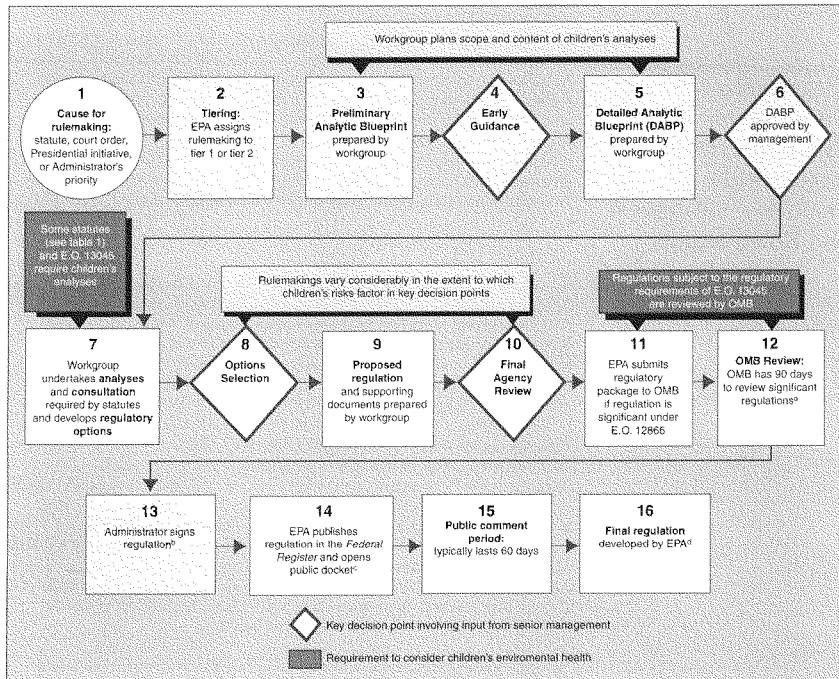 Workgroup plans scope and content of children's analyses
1
Cause for
rulemaking:
statute, court order,
Presidential initiative,
or Administrator's
priority
2
Tiering:
EPA assigns
rulemaking to
tier 1 or tier 2
3
Preliminary
Analytic Blueprint
prepared by
workgroup
4
Early
Guidance
5
Detailed Analytic
Blueprint (DABP)
prepared by
workgroup
6
DABP
approved by
management
Some statutes
(see table 1)
and E.O. 13045
require children's
analyses
7
Workgroup
undertakes analyses
and consultation
required by statutes
and develops regulatory
options
Rulemakings vary considerably in the extent to which
children's risks factor in key decision points
8
Options
Selection
9
Proposed
regulation
and supporting
documents prepared
by workgroup
10
Final
Agency
Review
Regulations subject to the regulatory
requirements of E.O. 13045
are reviewed by OMB
11
EPA submits
regulatory
package to OMB
if regulation is
significant under
E.O. 12866
12
OMB Review:
OMB has 90 days
to review significant
regulationsᵃ
13
Administrator signs
regulationᵇ
14
EPA publishes
regulation in the Federal
Register and opens
public docketᶜ
15
Public comment
period:
typically lasts 60 days
16
Final regulation
developed by EPAᵈ
Key decision point involving input from senior management
Requirement to consider children's enviromental health